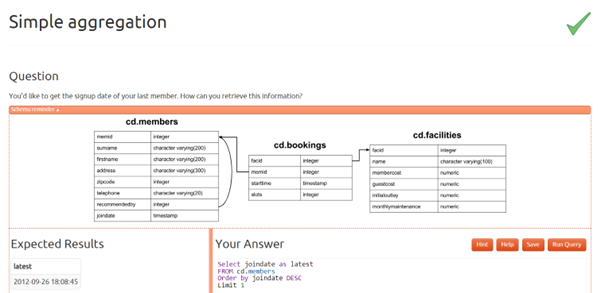 Simple aggregation
Question
You'd like to get the signup date of your last member. How can you retrieve this information?
Schema reminder ▲
cd.members
memid integer
surname character varying(200)
firstname character varying(200)
address character varying(300)
zipcode integer
telephone character varying(20)
recommendedby integer
joindate timestamp
cd.bookings
facid integer
memid integer
starttime timestamp
slots integer
cd.facilities
facid integer
name character varying(100)
membercost numeric
guestcost numeric
initialoutlay numeric
monthlymaintenance numeric
Expected Results
latest
2012-09-26 18:08:45
Your Answer
Hint Help Save Run Query
Select joindate as latest
FROM cd.members
Order by joindate DESC
Limit 1